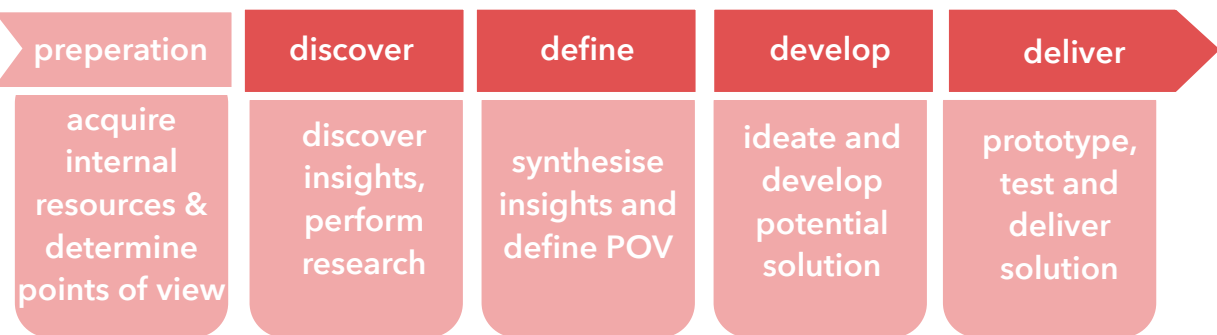 preperation
discover
define
develop
deliver
acquire
internal
resources &
determine
points of view
discover
insights,
perform
research
synthesise
insights and
define POV
ideate and
develop
potential
solution
prototype,
test and
deliver
solution